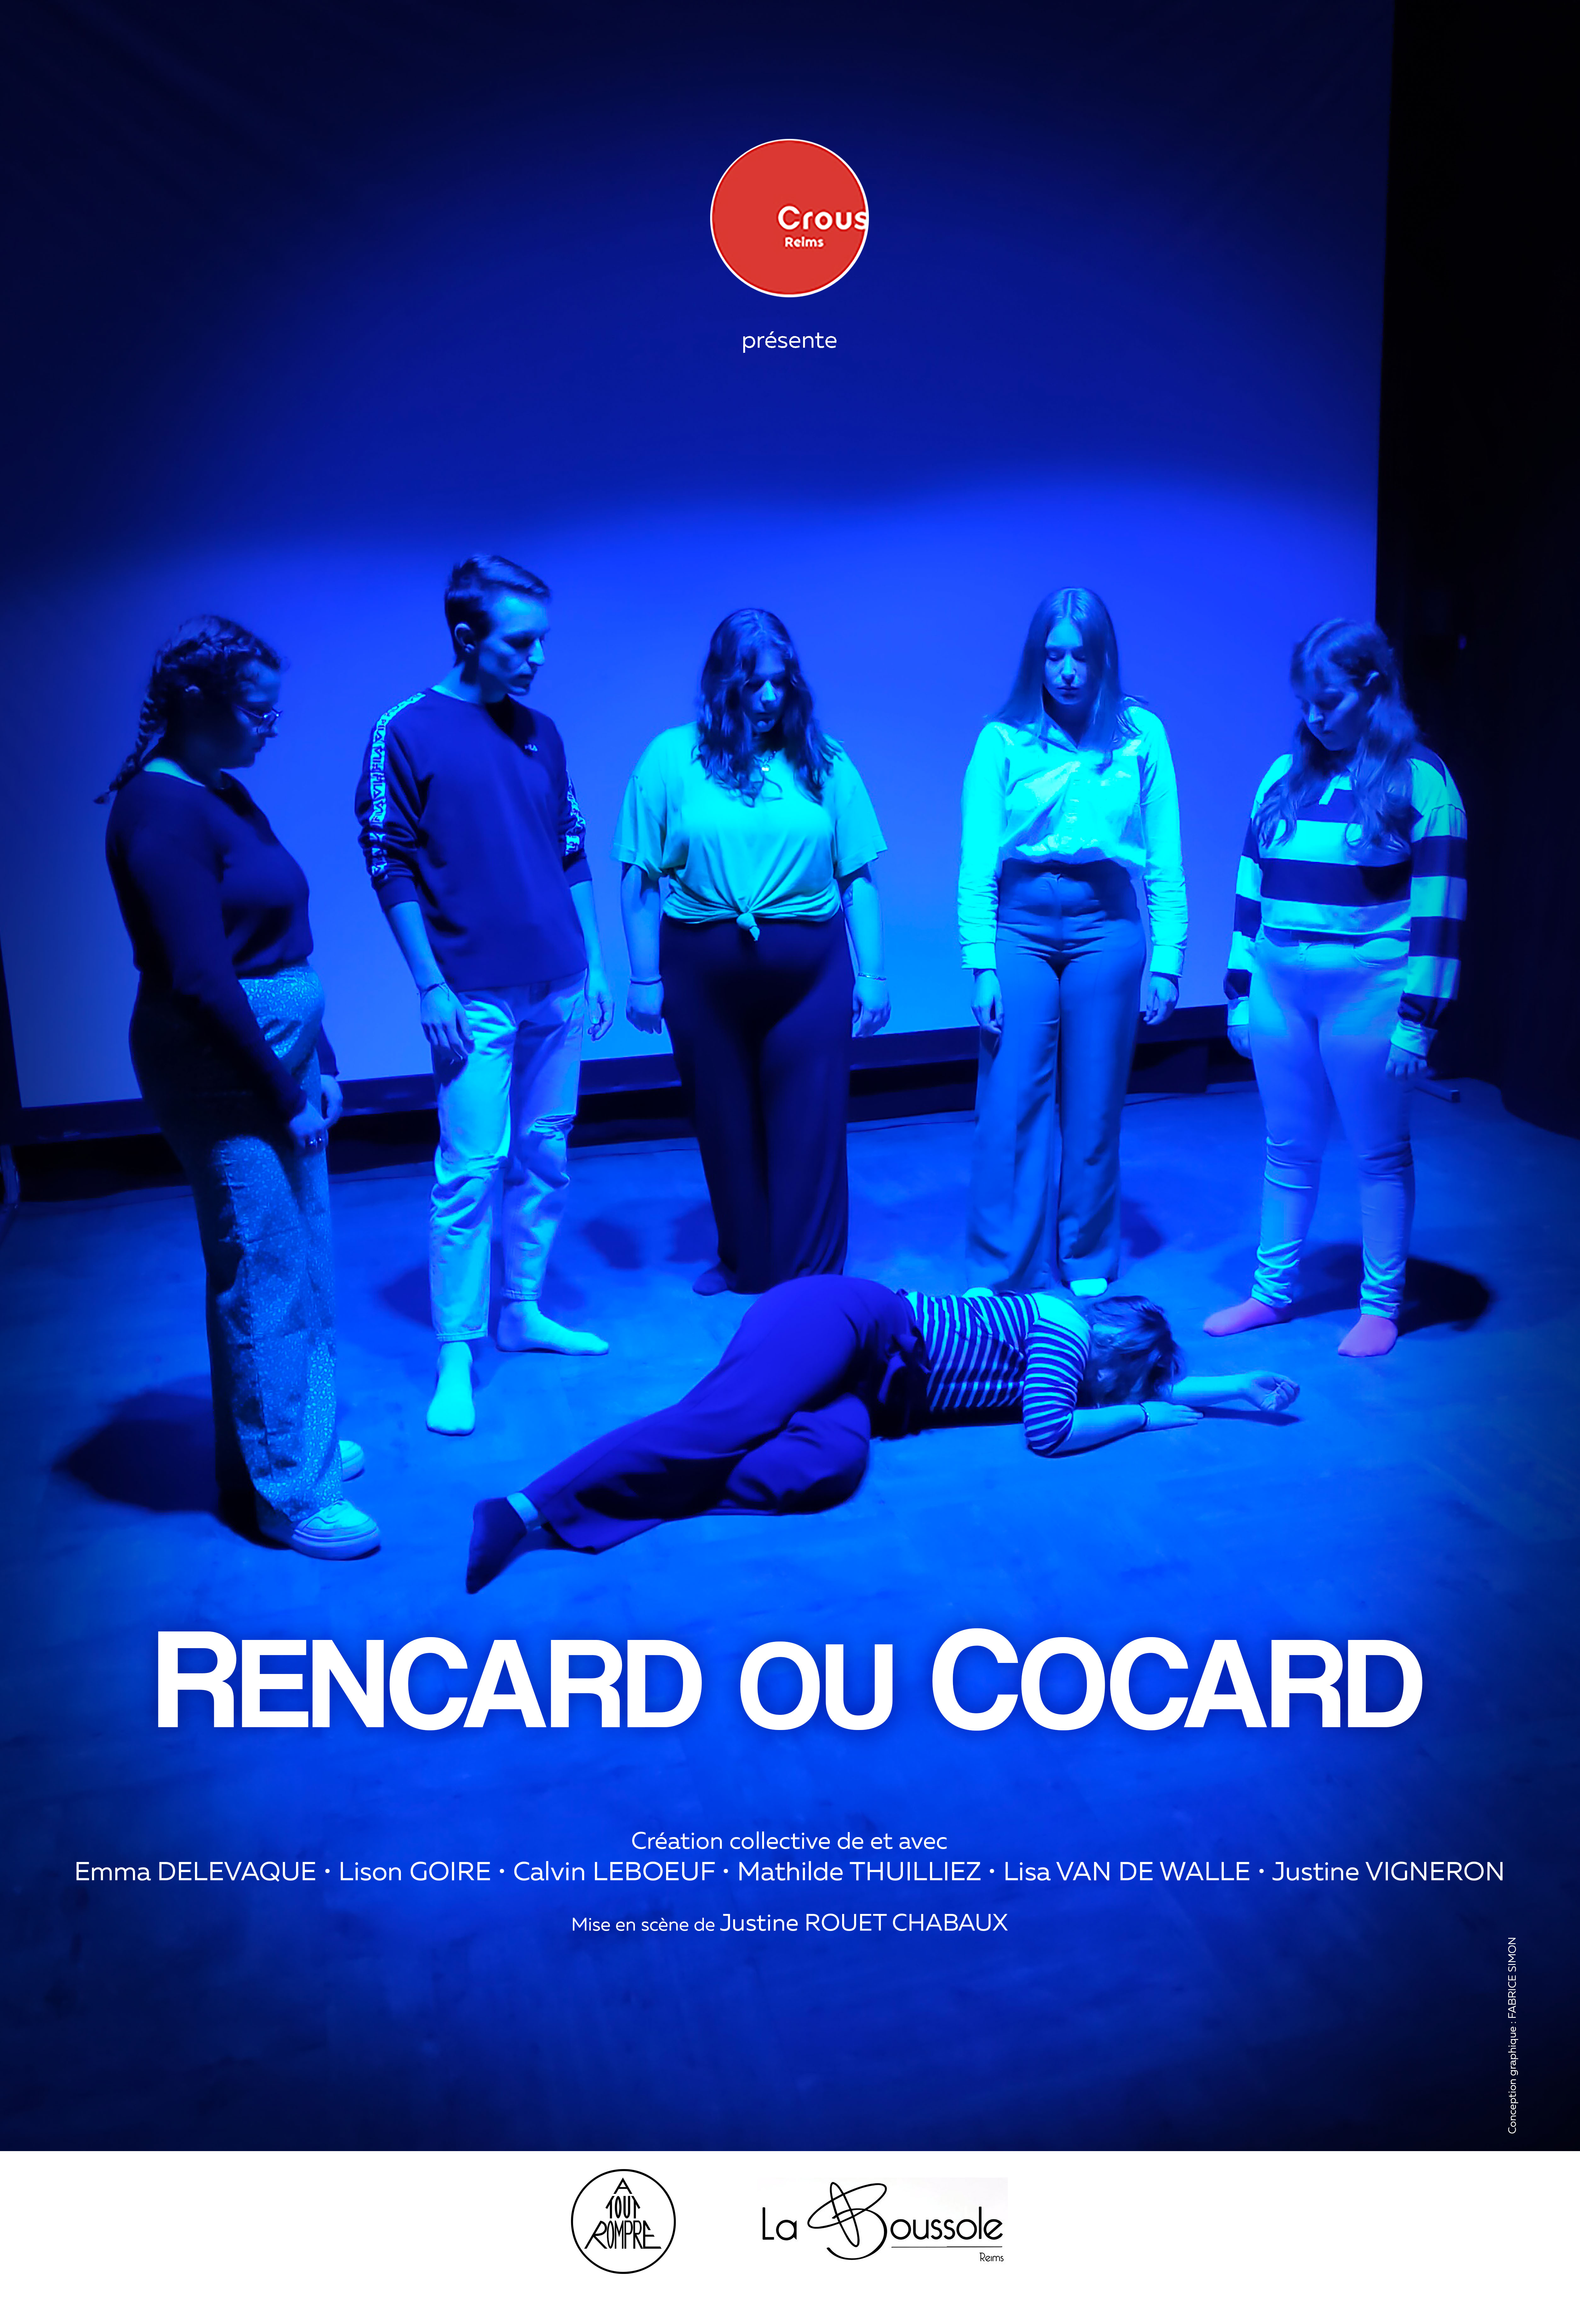 Crous
Reims
présente
RENCARD OU COCARD
Création collective de et avec
Emma DELEVAQUE • Lison GOIRE • Calvin LEBOEUF • Mathilde THUILLIEZ • Lisa VAN DE WALLE • Justine VIGNERON
Mise en scène de Justine ROUET CHABAUX
Conception graphique : FABRICE SIMON
A
TOUT
ROMPRE
La Boussole
Reims